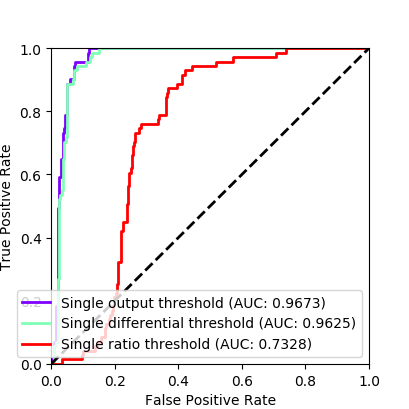 1.0
0.8
0.6
0.4
0.2
0.0
True Positive Rate
Single output threshold (AUC: 0.9673)
Single differential threshold (AUC: 0.9625)
Single ratio threshold (AUC: 0.7328)
0.0 0.2 0.4 0.6 0.8 1.0
False Positive Rate